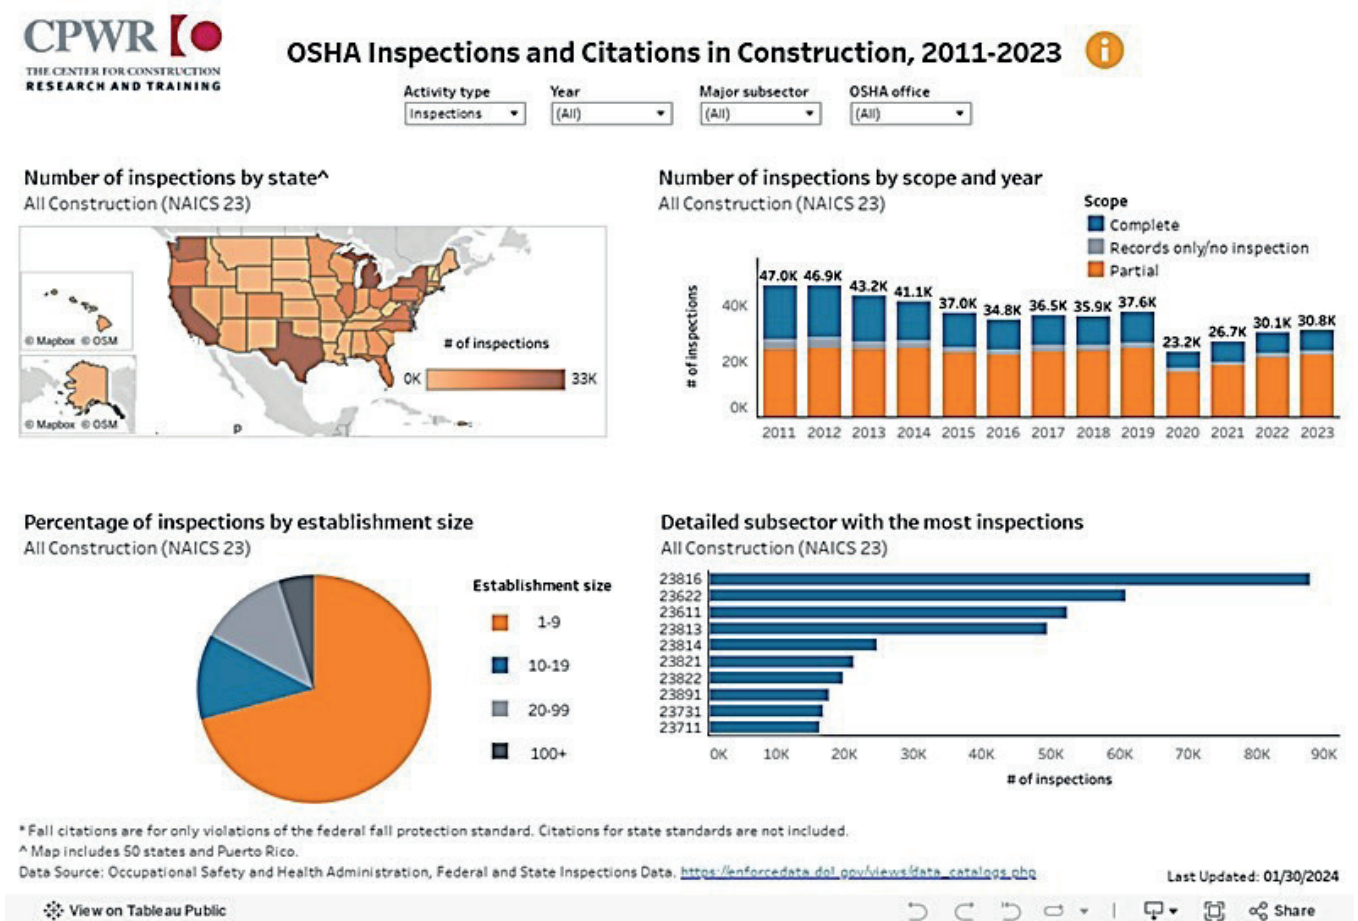 CPWR
THE CENTER FOR CONSTRUCTION
RESEARCH AND TRAINING
OSHA Inspections and Citations in Construction, 2011-2023
i
Activity type
Year
Major subsector
OSHA office
Inspections
(All)
(All)
(All)
Number of inspections by state^
All Construction (NAICS 23)
© Mapbox © OSM
© Mapbox © OSM
p
# of inspections
0K
33K
Number of inspections by scope and year
All Construction (NAICS 23)
Scope
Complete
Records only/no inspection
Partial
# of inspections
40K
20K
0K
47.0K 46.9K 43.2K 41.1K 37.0K 34.8K 36.5K 35.9K 37.6K 23.2K 26.7K 30.1K 30.8K
2011 2012 2013 2014 2015 2016 2017 2018 2019 2020 2021 2022 2023
Percentage of inspections by establishment size
All Construction (NAICS 23)
Establishment size
1-9
10-19
20-99
100+
Detailed subsector with the most inspections
All Construction (NAICS 23)
23816
23622
23611
23813
23814
23821
23822
23891
23731
23711
0K 10K 20K 30K 40K 50K 60K 70K 80K 90K
# of inspections
* Fall citations are for only violations of the federal fall protection standard. Citations for state standards are not included.
^ Map includes 50 states and Puerto Rico.
Data Source: Occupational Safety and Health Administration, Federal and State Inspections Data, https://enforcedata.dol.gov/views/data_catalogs.php
Last Updated: 01/30/2024
View on Tableau Public
Share